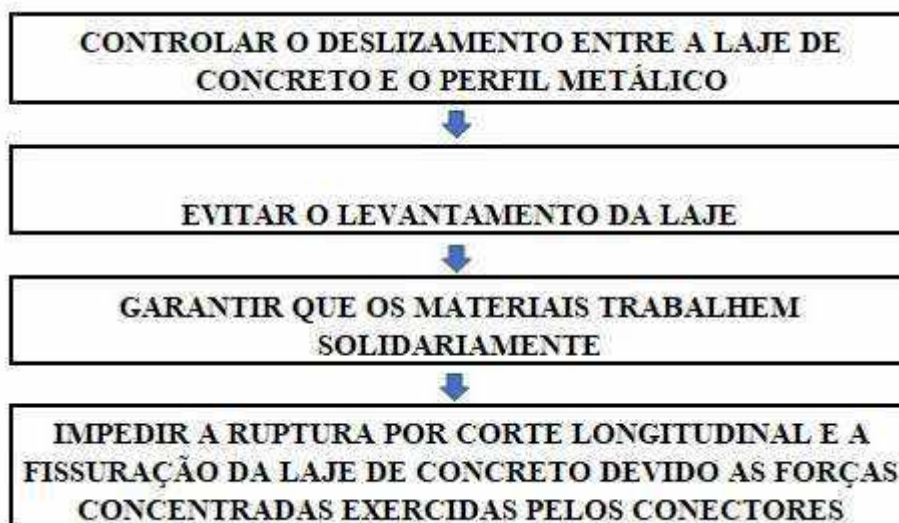 CONTROLAR O DESLIZAMENTO ENTRE A LAJE DE
CONCRETO E O PERFIL METÁLICO
EVITAR O LEVANTAMENTO DA LAJE
GARANTIR QUE OS MATERIAIS TRABALHEM
SOLIDARIAMENTE
IMPEDIR A RUPTURA POR CORTE LONGITUDINAL E A
FISSURAÇÃO DA LAJE DE CONCRETO DEVIDO AS FORÇAS
CONCENTRADAS EXERCIDAS PELOS CONECTORES